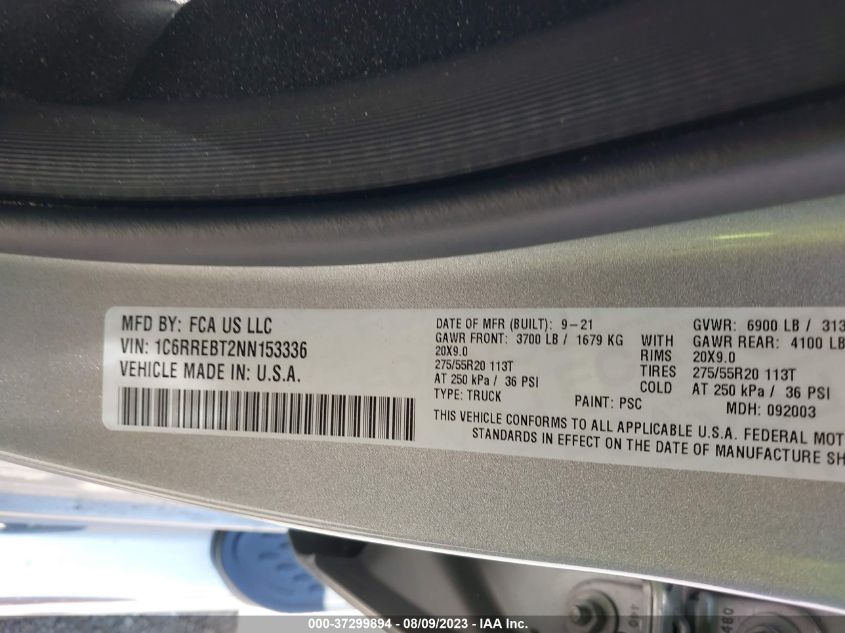 MFD BY: FCA US LLC
VIN: 1C6RREBT2NN153336
VEHICLE MADE IN: U.S.A.
DATE OF MFR (BUILT): 9-21
GVWR: 6900 LB / 313
GAWR FRONT: 3700 LB / 1679 KG WITH GAWR REAR: 4100 LB
20X9.0 RIMS 20X9.0
275/55R20 113T TIRES 275/55R20 113T
AT 250 kPa / 36 PSI COLD AT 250 kPa / 36 PSI
TYPE: TRUCK PAINT: PSC MDH: 092003
THIS VEHICLE CONFORMS TO ALL APPLICABLE U.S.A. FEDERAL MOT
STANDARDS IN EFFECT ON THE DATE OF MANUFACTURE SH
440
480
000-37299894 - 08/09/2023 - IAA Inc.